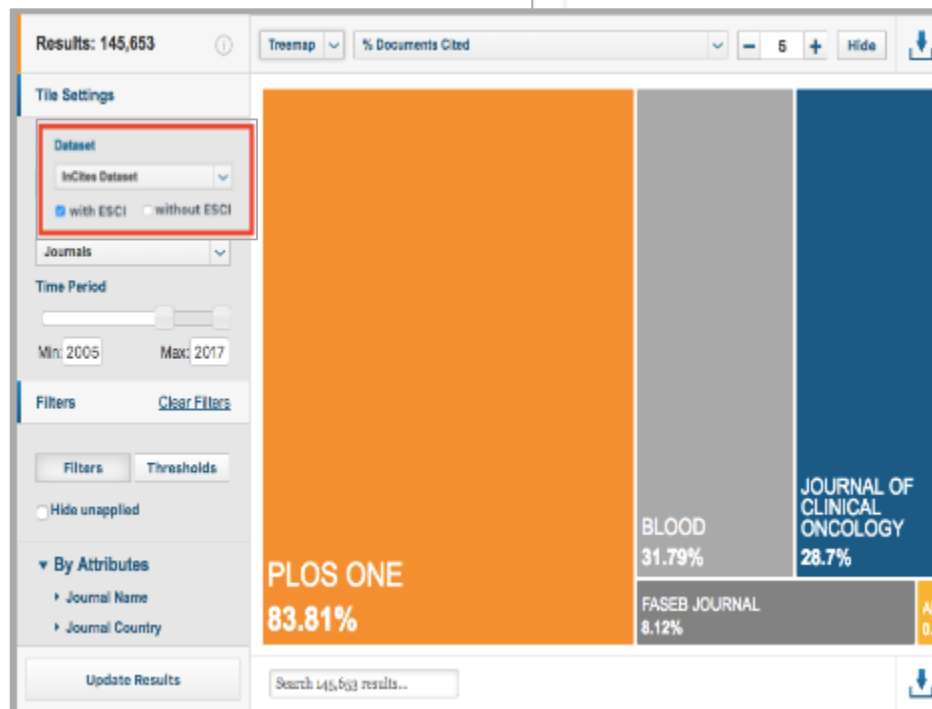 Results: 145,653
Treemap
% Documents Cited
5
Hide
Tile Settings
Dataset
InCites Dataset
with ESCI
without ESCI
Journals
Time Period
Min: 2005
Max: 2017
Filters
Clear Filters
Filters
Thresholds
Hide unapplied
By Attributes
Journal Name
Journal Country
Update Results
PLOS ONE
83.81%
BLOOD
31.79%
JOURNAL OF
CLINICAL
ONCOLOGY
28.7%
FASEB JOURNAL
8.12%
Search 145,653 results...